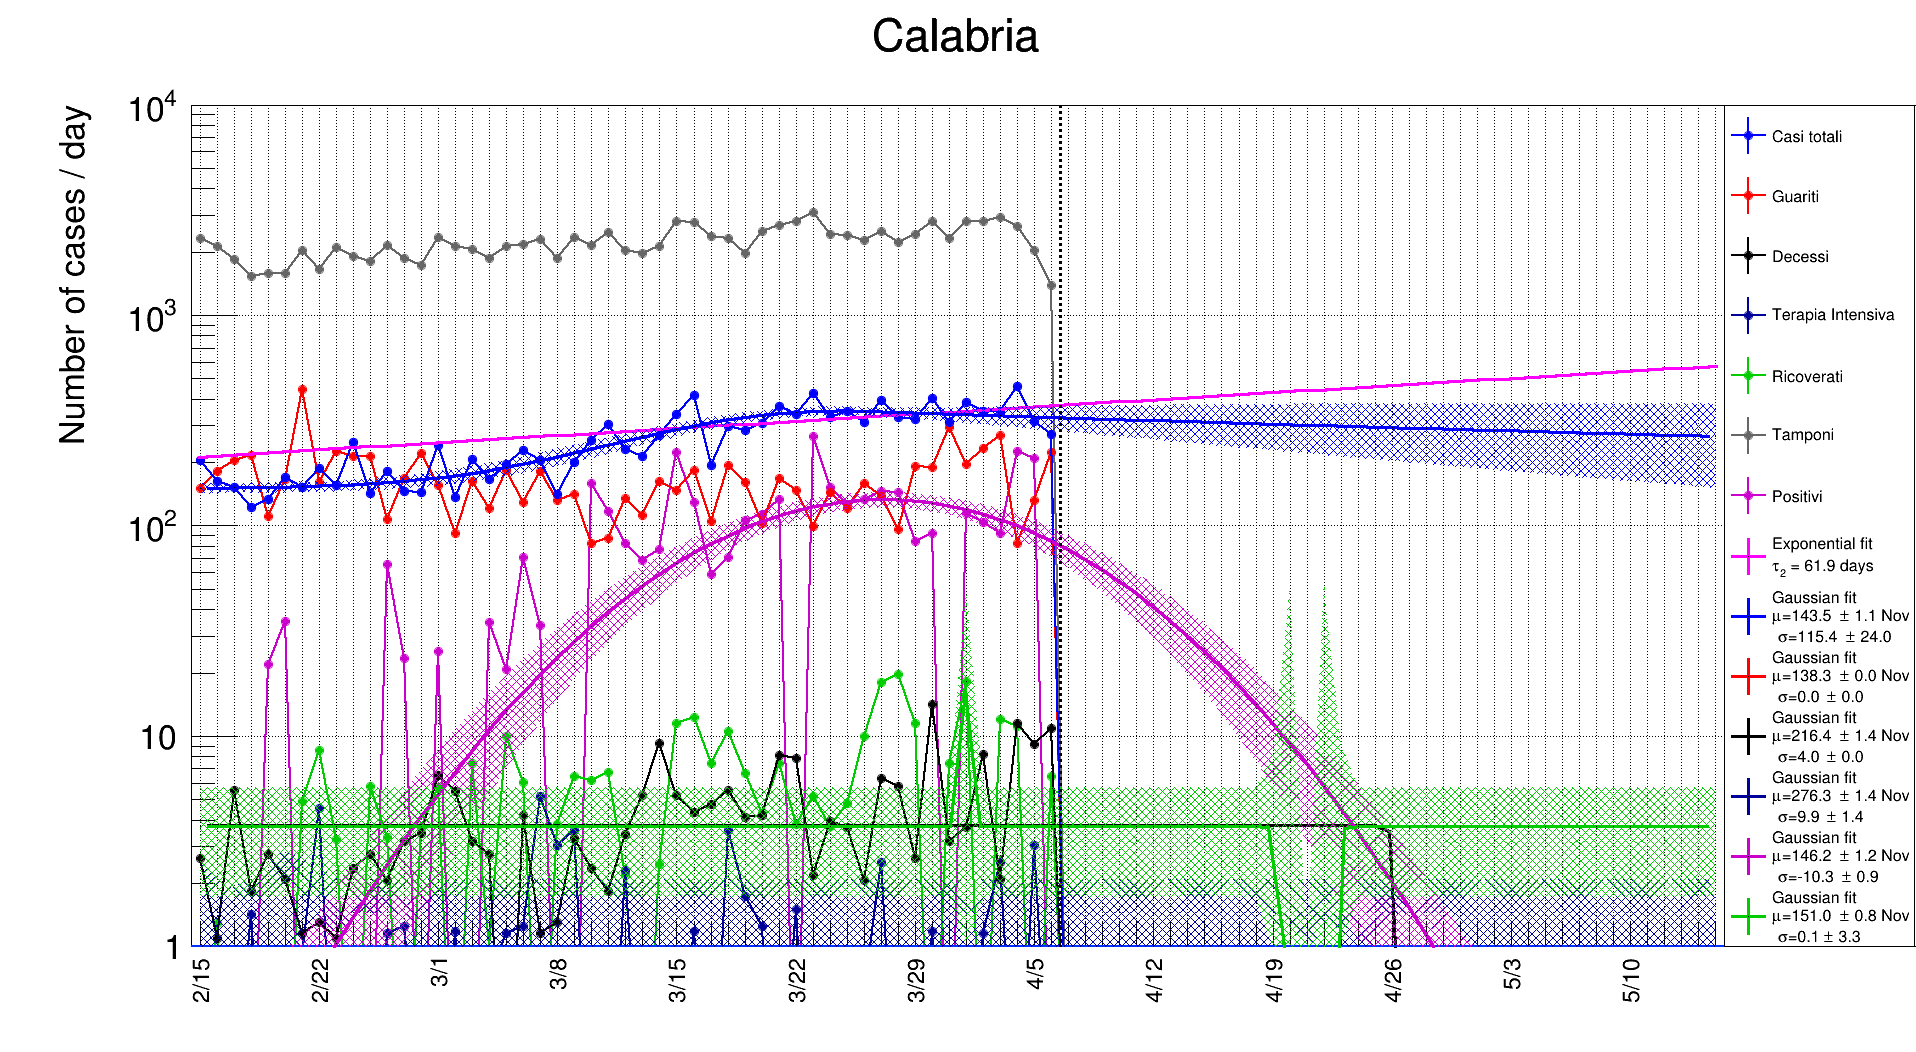 Calabria
Number of cases / day
10^4
10^3
10^2
10
1
2/15
2/22
3/1
3/8
3/15
3/22
3/29
4/5
4/12
4/19
4/26
5/3
5/10
Casi totali
Guariti
Decessi
Terapia Intensiva
Ricoverati
Tamponi
Positivi
Exponential fit
τ_2 = 61.9 days
Gaussian fit
μ=143.5 ± 1.1 Nov
σ=115.4 ± 24.0
Gaussian fit
μ=138.3 ± 0.0 Nov
σ=0.0 ± 0.0
Gaussian fit
μ=216.4 ± 1.4 Nov
σ=4.0 ± 0.0
Gaussian fit
μ=276.3 ± 1.4 Nov
σ=9.9 ± 1.4
Gaussian fit
μ=146.2 ± 1.2 Nov
σ=-10.3 ± 0.9
Gaussian fit
μ=151.0 ± 0.8 Nov
σ=0.1 ± 3.3